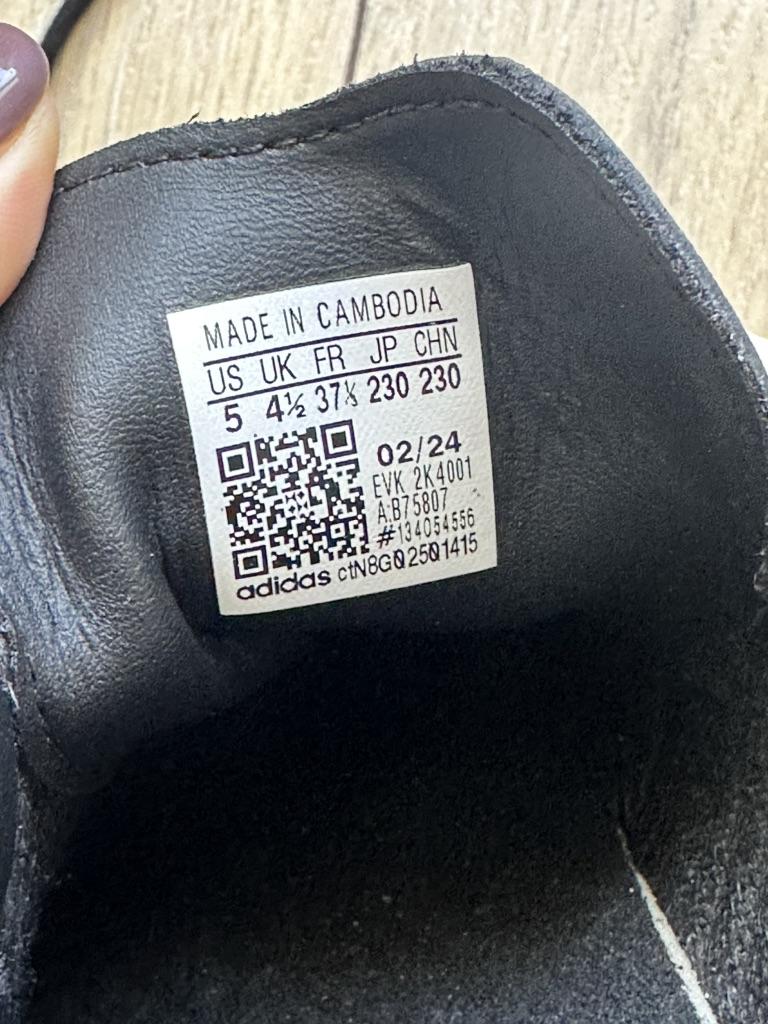 MADE IN CAMBODIA
US UK FR JP CHN
5 4½ 37⅓ 230 230
02/24
EVK 2K4001
A:B75807
#134054556
adidas ctN8G02501415